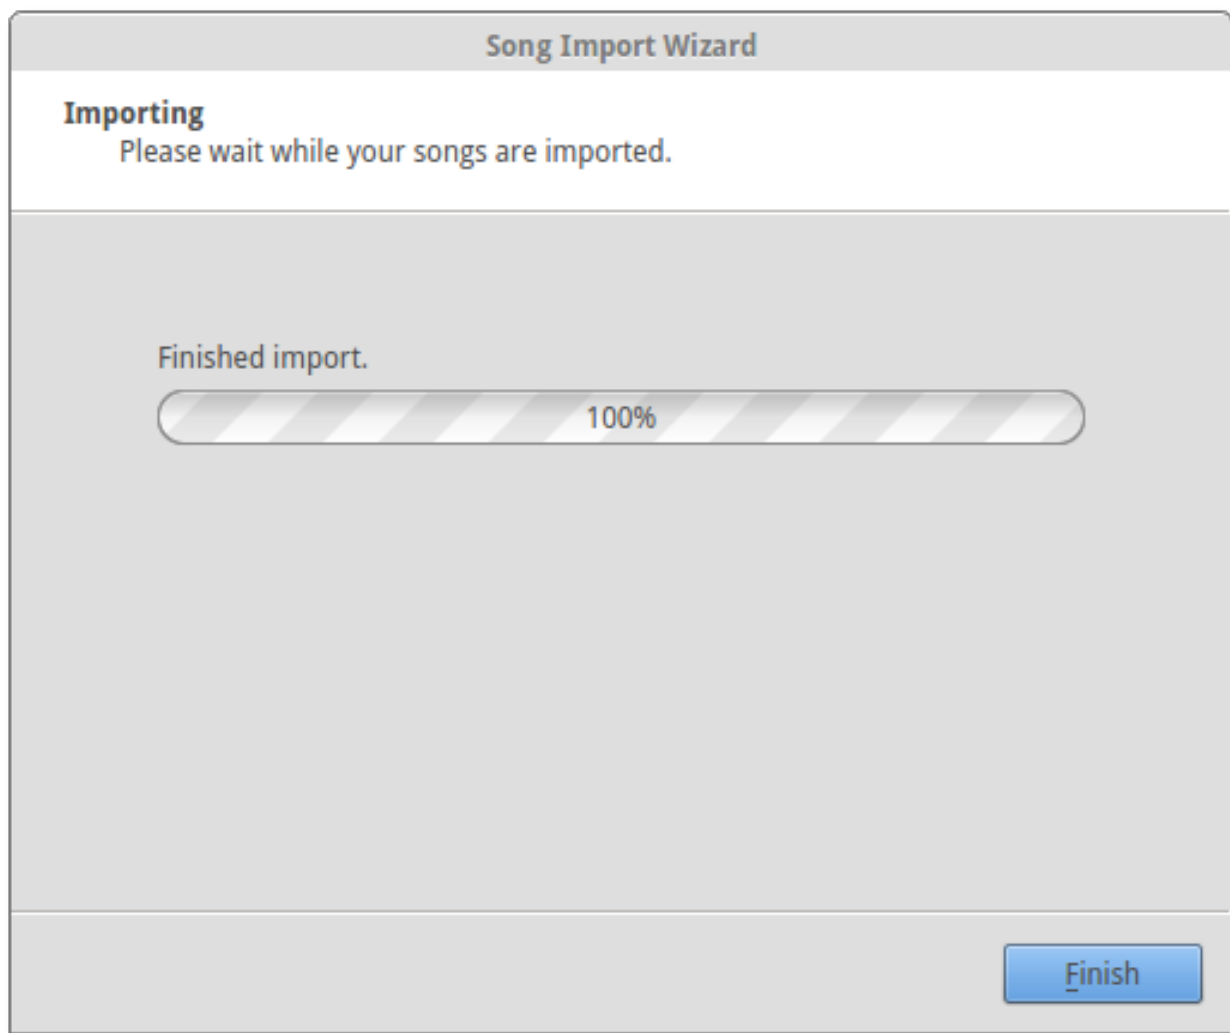 Song Import Wizard
Importing
Please wait while your songs are imported.
Finished import.
100%
Finish